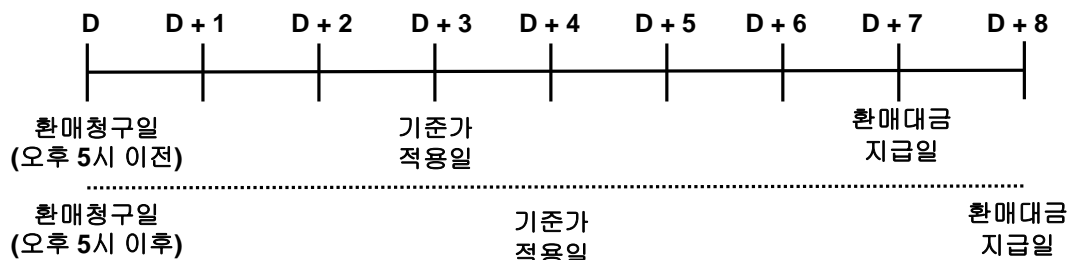 D D + 1 D + 2 D + 3 D + 4 D + 5 D + 6 D + 7 D + 8
환매청구일
(오후 5시 이전)
기준가
적용일
환매대금
지급일
환매청구일
(오후 5시 이후)
기준가
적용일
환매대금
지급일